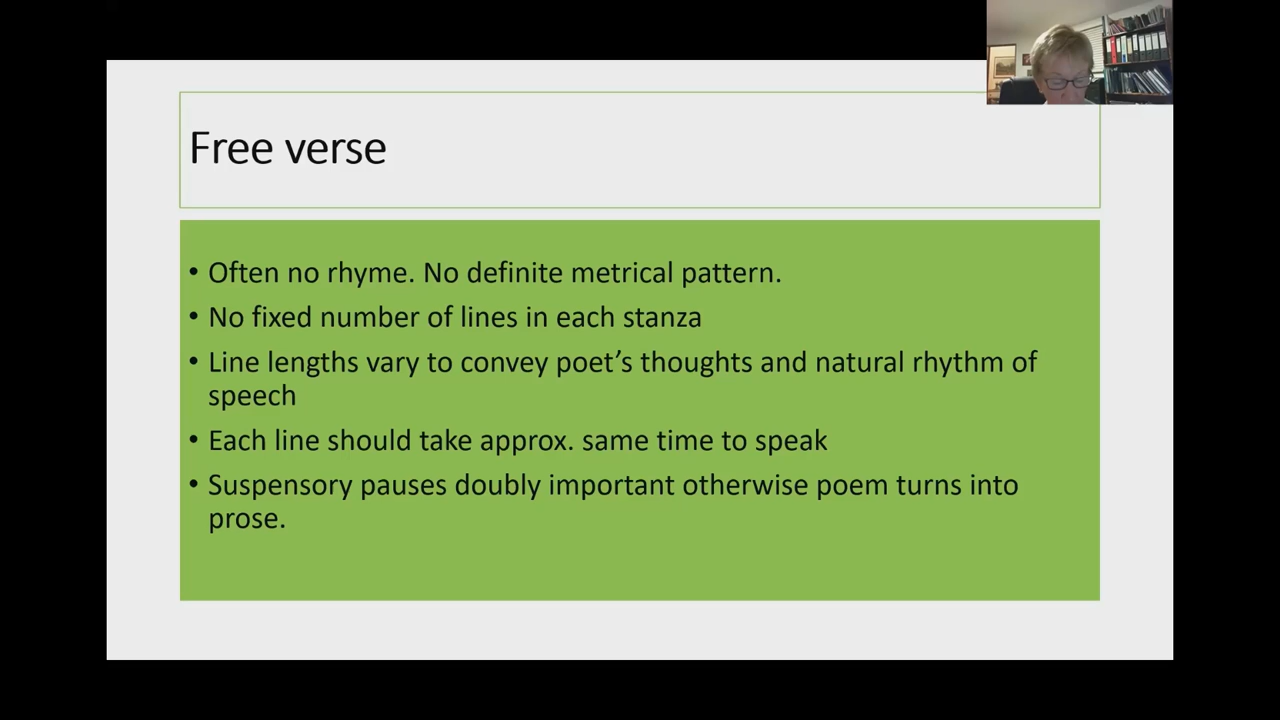 Free verse
• Often no rhyme. No definite metrical pattern.
• No fixed number of lines in each stanza
• Line lengths vary to convey poet’s thoughts and natural rhythm of
speech
• Each line should take approx. same time to speak
• Suspensory pauses doubly important otherwise poem turns into
prose.